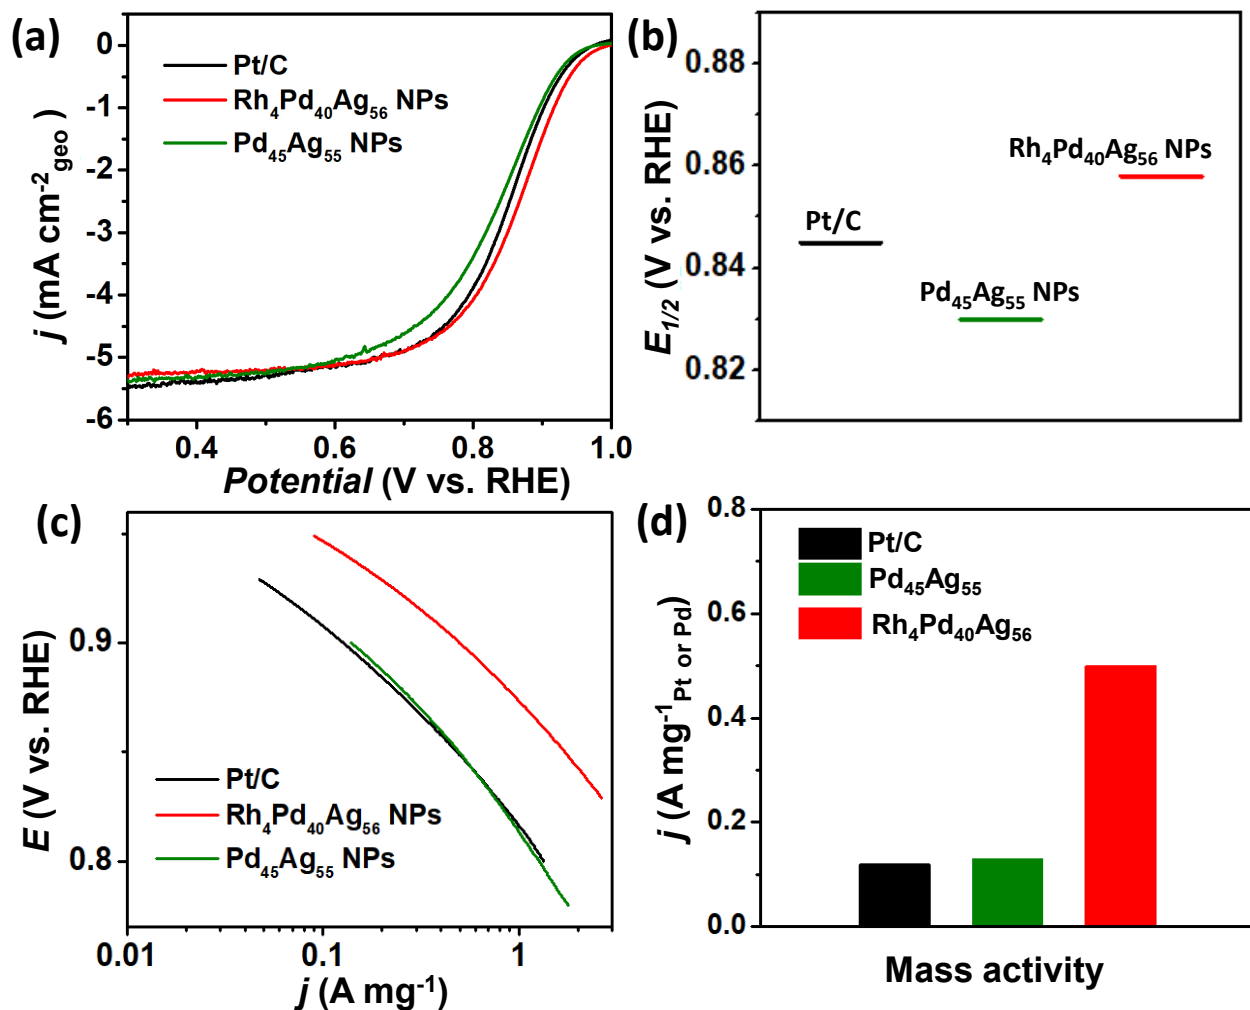 (a)
0
-1
-2
-3
-4
-5
-6
j (mA cm⁻²geo)
Pt/C
Rh₄Pd₄₀Ag₅₆ NPs
Pd₄₅Ag₅₅ NPs
0.4 0.6 0.8 1.0
Potential (V vs. RHE)
(b)
0.88
0.86
0.84
0.82
E1/2 (V vs. RHE)
Pt/C
Pd₄₅Ag₅₅ NPs
Rh₄Pd₄₀Ag₅₆ NPs
(c)
0.9
0.8
E (V vs. RHE)
Pt/C
Rh₄Pd₄₀Ag₅₆ NPs
Pd₄₅Ag₅₅ NPs
0.01 0.1 1
j (A mg⁻¹)
(d)
0.8
0.6
0.4
0.2
0.0
j (A mg⁻¹Pt or Pd)
Pt/C
Pd₄₅Ag₅₅
Rh₄Pd₄₀Ag₅₆
Mass activity